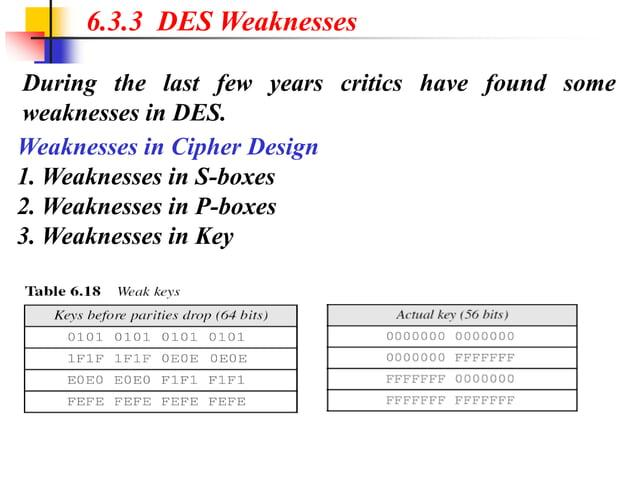 6.3.3 DES Weaknesses
During the last few years critics have found some
weaknesses in DES.
Weaknesses in Cipher Design
1. Weaknesses in S-boxes
2. Weaknesses in P-boxes
3. Weaknesses in Key
Table 6.18 Weak keys
Keys before parities drop (64 bits)
0101 0101 0101 0101
1F1F 1F1F 0E0E 0E0E
E0E0 E0E0 F1F1 F1F1
FEFE FEFE FEFE FEFE
Actual key (56 bits)
0000000 0000000
0000000 FFFFFFF
FFFFFFF 0000000
FFFFFFF FFFFFFF